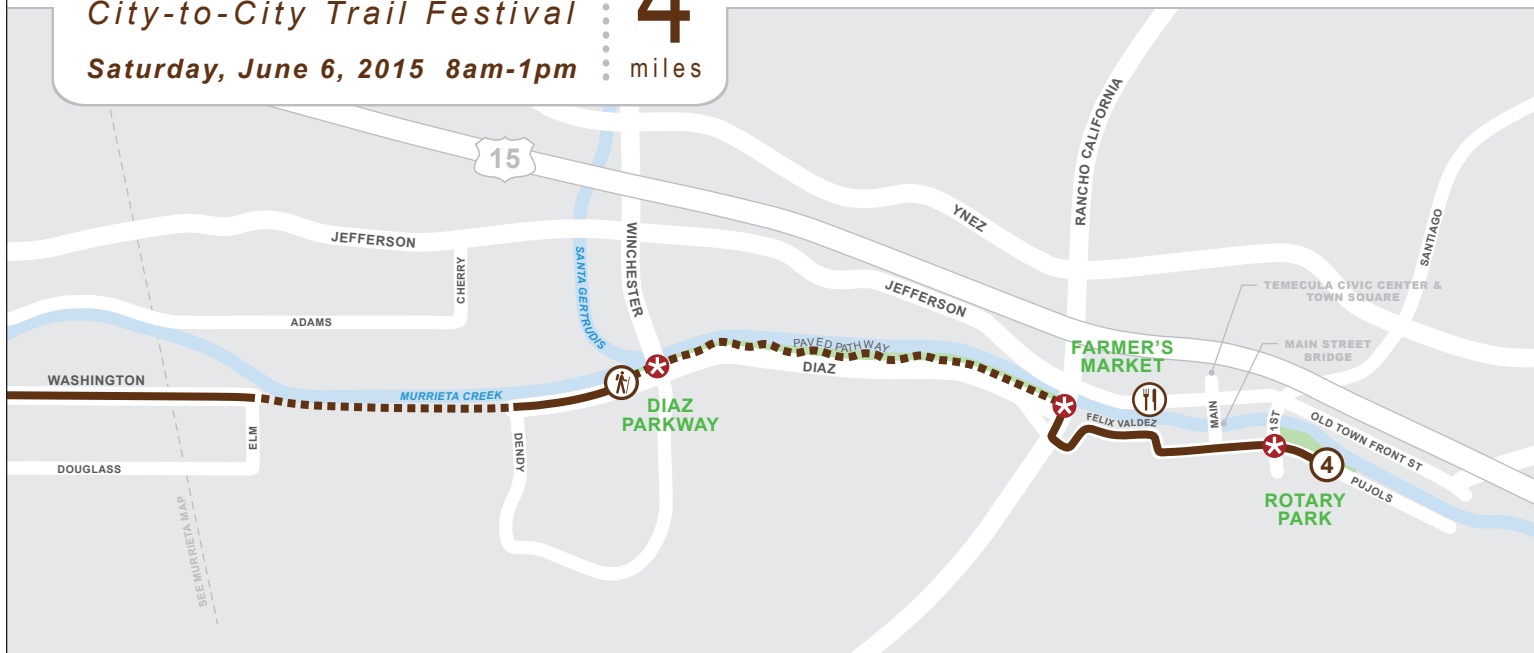 City-to-City Trail Festival
4
Saturday, June 6, 2015 8am-1pm
miles
15
RANCHO CALIFORNIA
YNEZ
SANTIAGO
JEFFERSON
WINCHESTER
CHERRY
SANTA GERTRUDIS
JEFFERSON
TEMECULA CIVIC CENTER &
TOWN SQUARE
ADAMS
PAVED PATHWAY
FARMER'S
MARKET
MAIN STREET
BRIDGE
DIAZ
WASHINGTON
MURRIETA CREEK
DIAZ
PARKWAY
FELIX VALDEZ
MAIN
1ST
OLD TOWN FRONT ST
ELM
DENDY
DOUGLASS
4
PUJOLS
ROTARY
PARK
SEE MURRIETA MAP